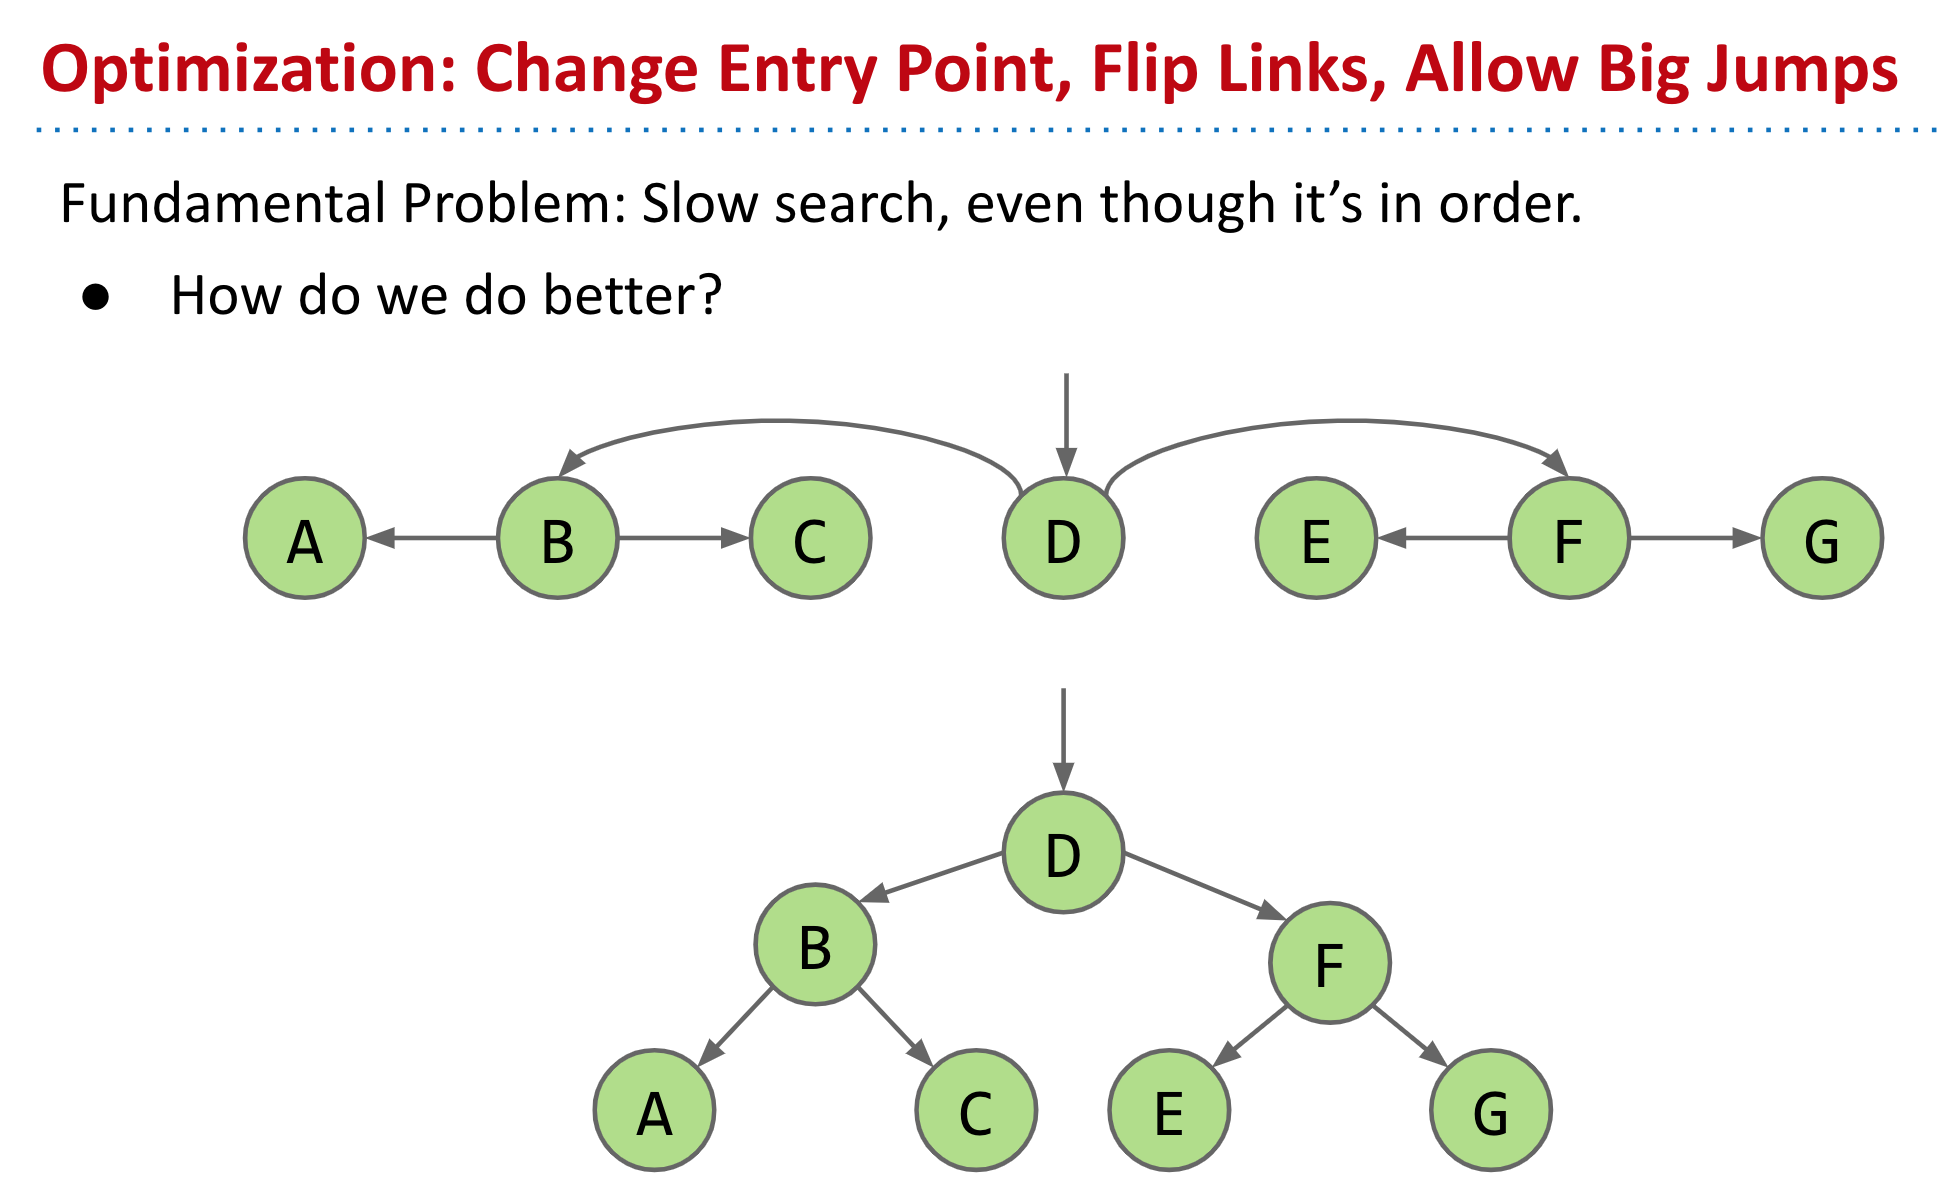 Optimization: Change Entry Point, Flip Links, Allow Big Jumps
Fundamental Problem: Slow search, even though it’s in order.
● How do we do better?
A B C D E F G
D
B
F
A C E G